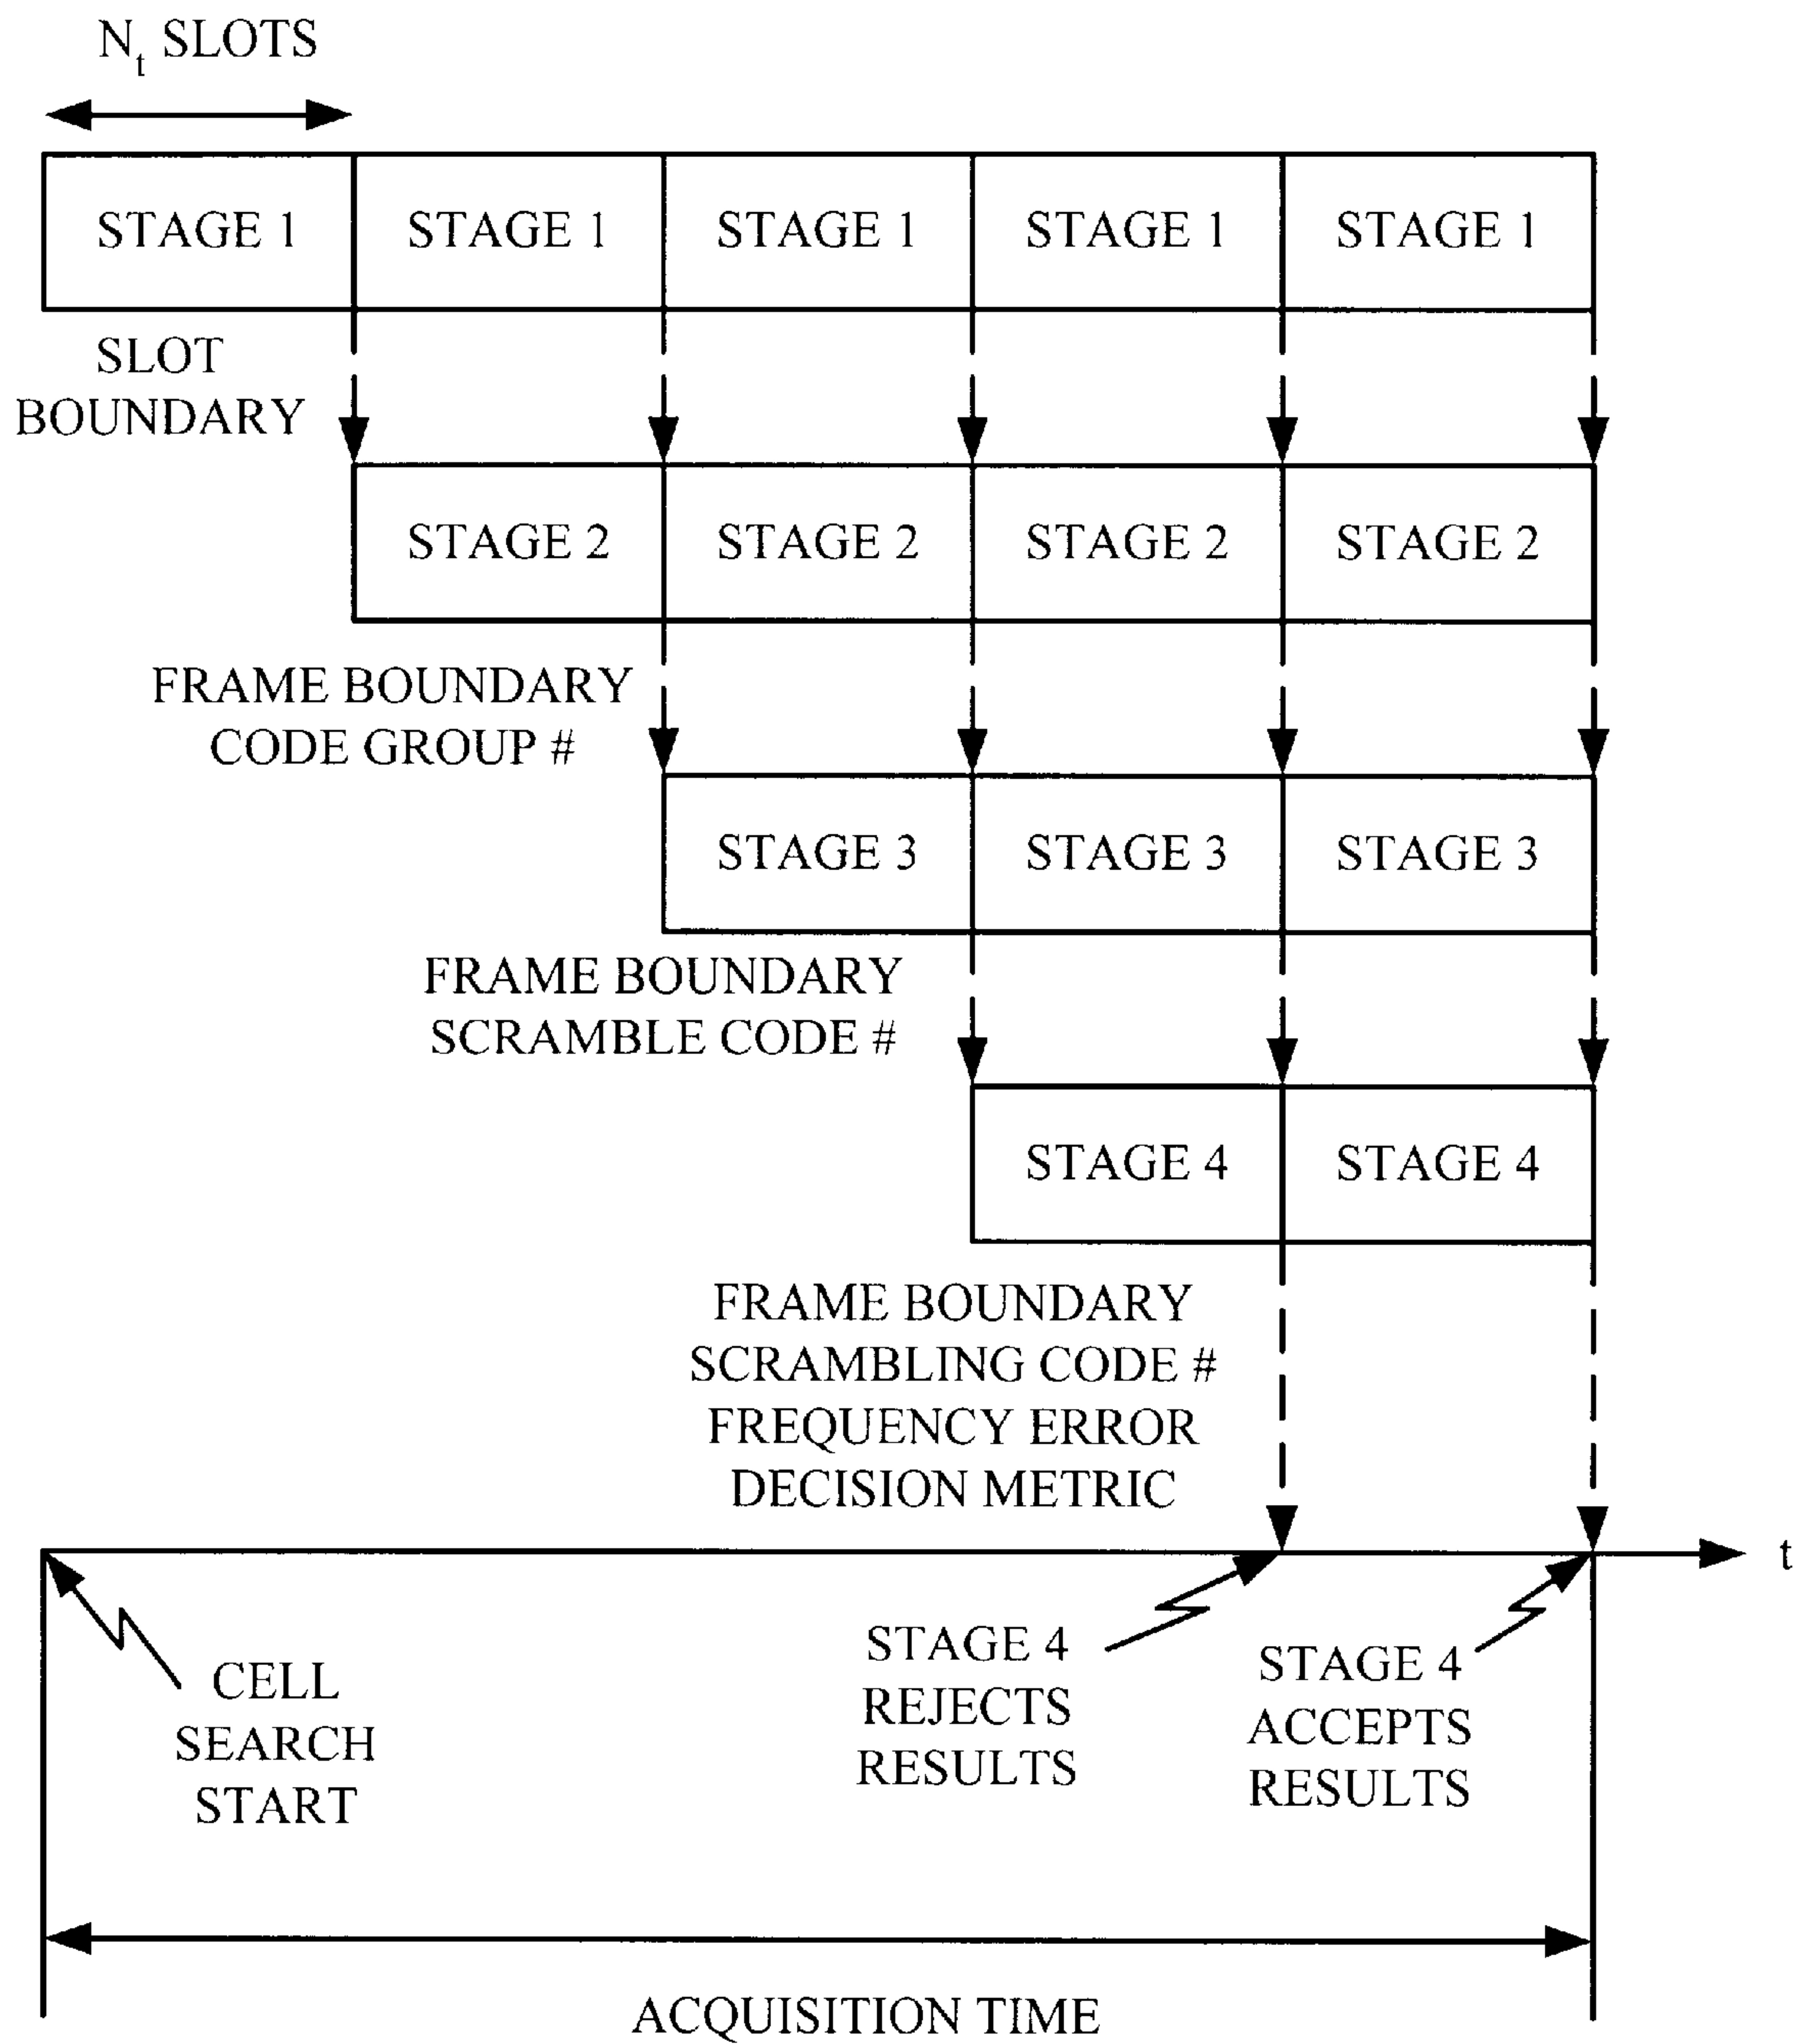 Nt SLOTS
STAGE 1 STAGE 1 STAGE 1 STAGE 1 STAGE 1
SLOT
BOUNDARY
STAGE 2 STAGE 2 STAGE 2 STAGE 2
FRAME BOUNDARY
CODE GROUP #
STAGE 3 STAGE 3 STAGE 3
FRAME BOUNDARY
SCRAMBLE CODE #
STAGE 4 STAGE 4
FRAME BOUNDARY
SCRAMBLING CODE #
FREQUENCY ERROR
DECISION METRIC
t
CELL
SEARCH
START
STAGE 4
REJECTS
RESULTS
STAGE 4
ACCEPTS
RESULTS
ACQUISITION TIME